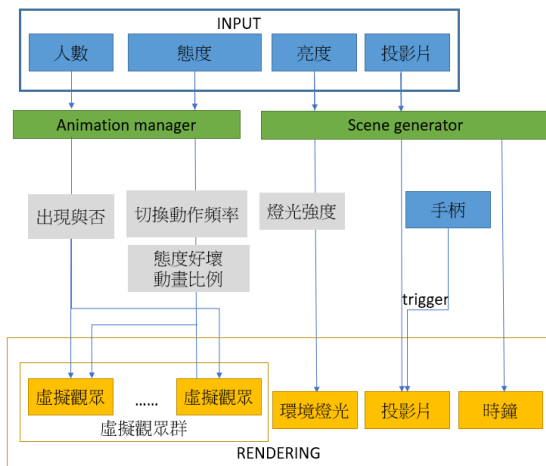 INPUT
人數
態度
亮度
投影片
Animation manager
Scene generator
出現與否
切換動作頻率
燈光強度
手柄
態度好壞
動畫比例
trigger
虛擬觀眾
......
虛擬觀眾
環境燈光
投影片
時鐘
虛擬觀眾群
RENDERING